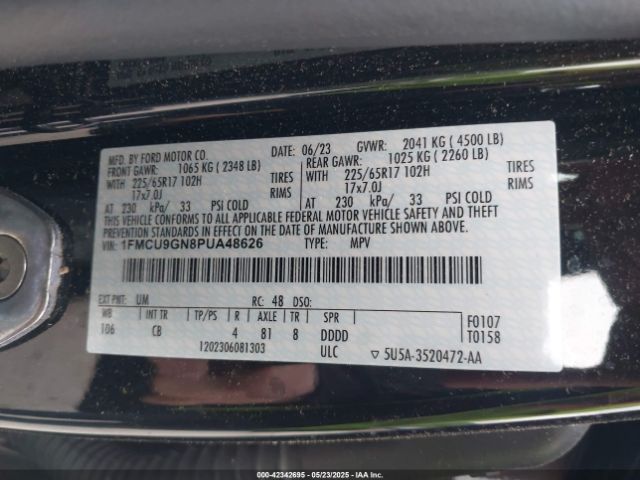 MFD. BY FORD MOTOR CO.
DATE: 06/23 GVWR: 2041 KG ( 4500 LB)
FRONT GAWR: 1065 KG ( 2348 LB)
REAR GAWR: 1025 KG ( 2260 LB)
WITH 225/65R17 102H TIRES
WITH 225/65R17 102H TIRES
17x7.0J RIMS
17x7.0J RIMS
AT 230 kPa/ 33 PSI COLD
AT 230 kPa/ 33 PSI COLD
THIS VEHICLE CONFORMS TO ALL APPLICABLE FEDERAL MOTOR VEHICLE SAFETY AND THEFT
PREVENTION STANDARDS IN EFFECT ON THE DATE OF MANUFACTURE SHOWN ABOVE.
VIN: 1FMCU9GN8PUA48626 TYPE: MPV
EXT PNT: UM RC: 48 DSO:
WB INT TR TP/PS R AXLE TR SPR
106 CB 4 81 8 DDDD
F0107
T0158
1202306081303 ULC 5U5A-3520472-AA
000-42342695 - 05/23/2025 - IAAI.com